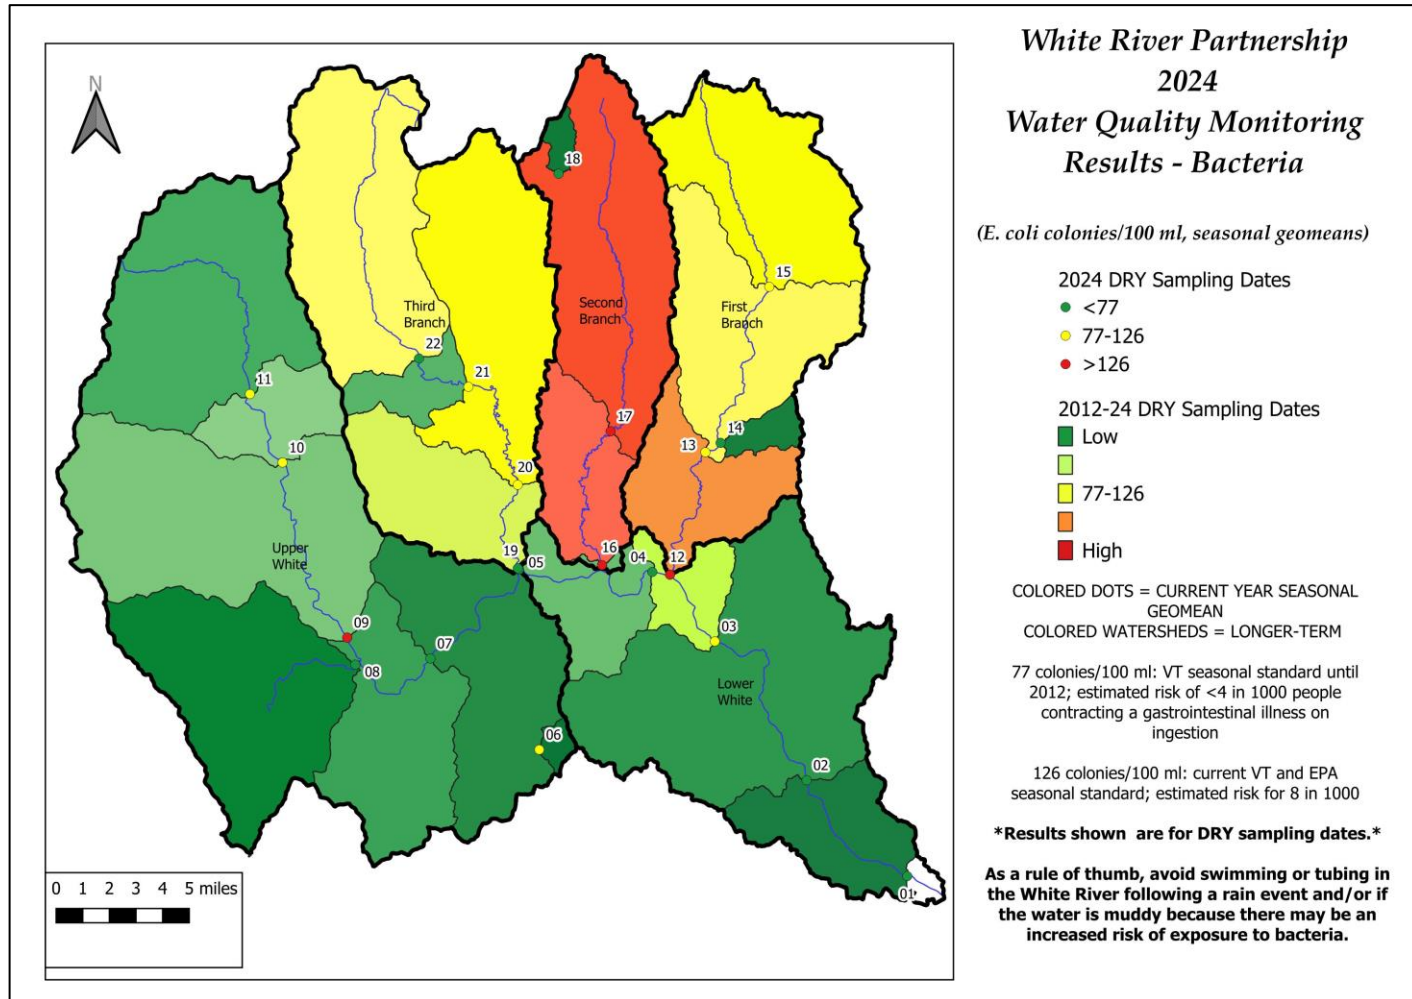 White River Partnership
2024
Water Quality Monitoring
Results - Bacteria
(E. coli colonies/100 ml, seasonal geomeans)
2024 DRY Sampling Dates
<77
77-126
>126
2012-24 DRY Sampling Dates
Low
77-126
High
COLORED DOTS = CURRENT YEAR SEASONAL
GEOMEAN
COLORED WATERSHEDS = LONGER-TERM
77 colonies/100 ml: VT seasonal standard until
2012; estimated risk of <4 in 1000 people
contracting a gastrointestinal illness on
ingestion
126 colonies/100 ml: current VT and EPA
seasonal standard; estimated risk for 8 in 1000
*Results shown are for DRY sampling dates.*
As a rule of thumb, avoid swimming or tubing in
the White River following a rain event and/or if
the water is muddy because there may be an
increased risk of exposure to bacteria.
N
18
15
Third
Branch
Second
Branch
First
Branch
22
21
11
17
14
13
10
20
Upper
White
19
05
16
04
12
09
08
07
03
Lower
White
06
02
01
0 1 2 3 4 5 miles